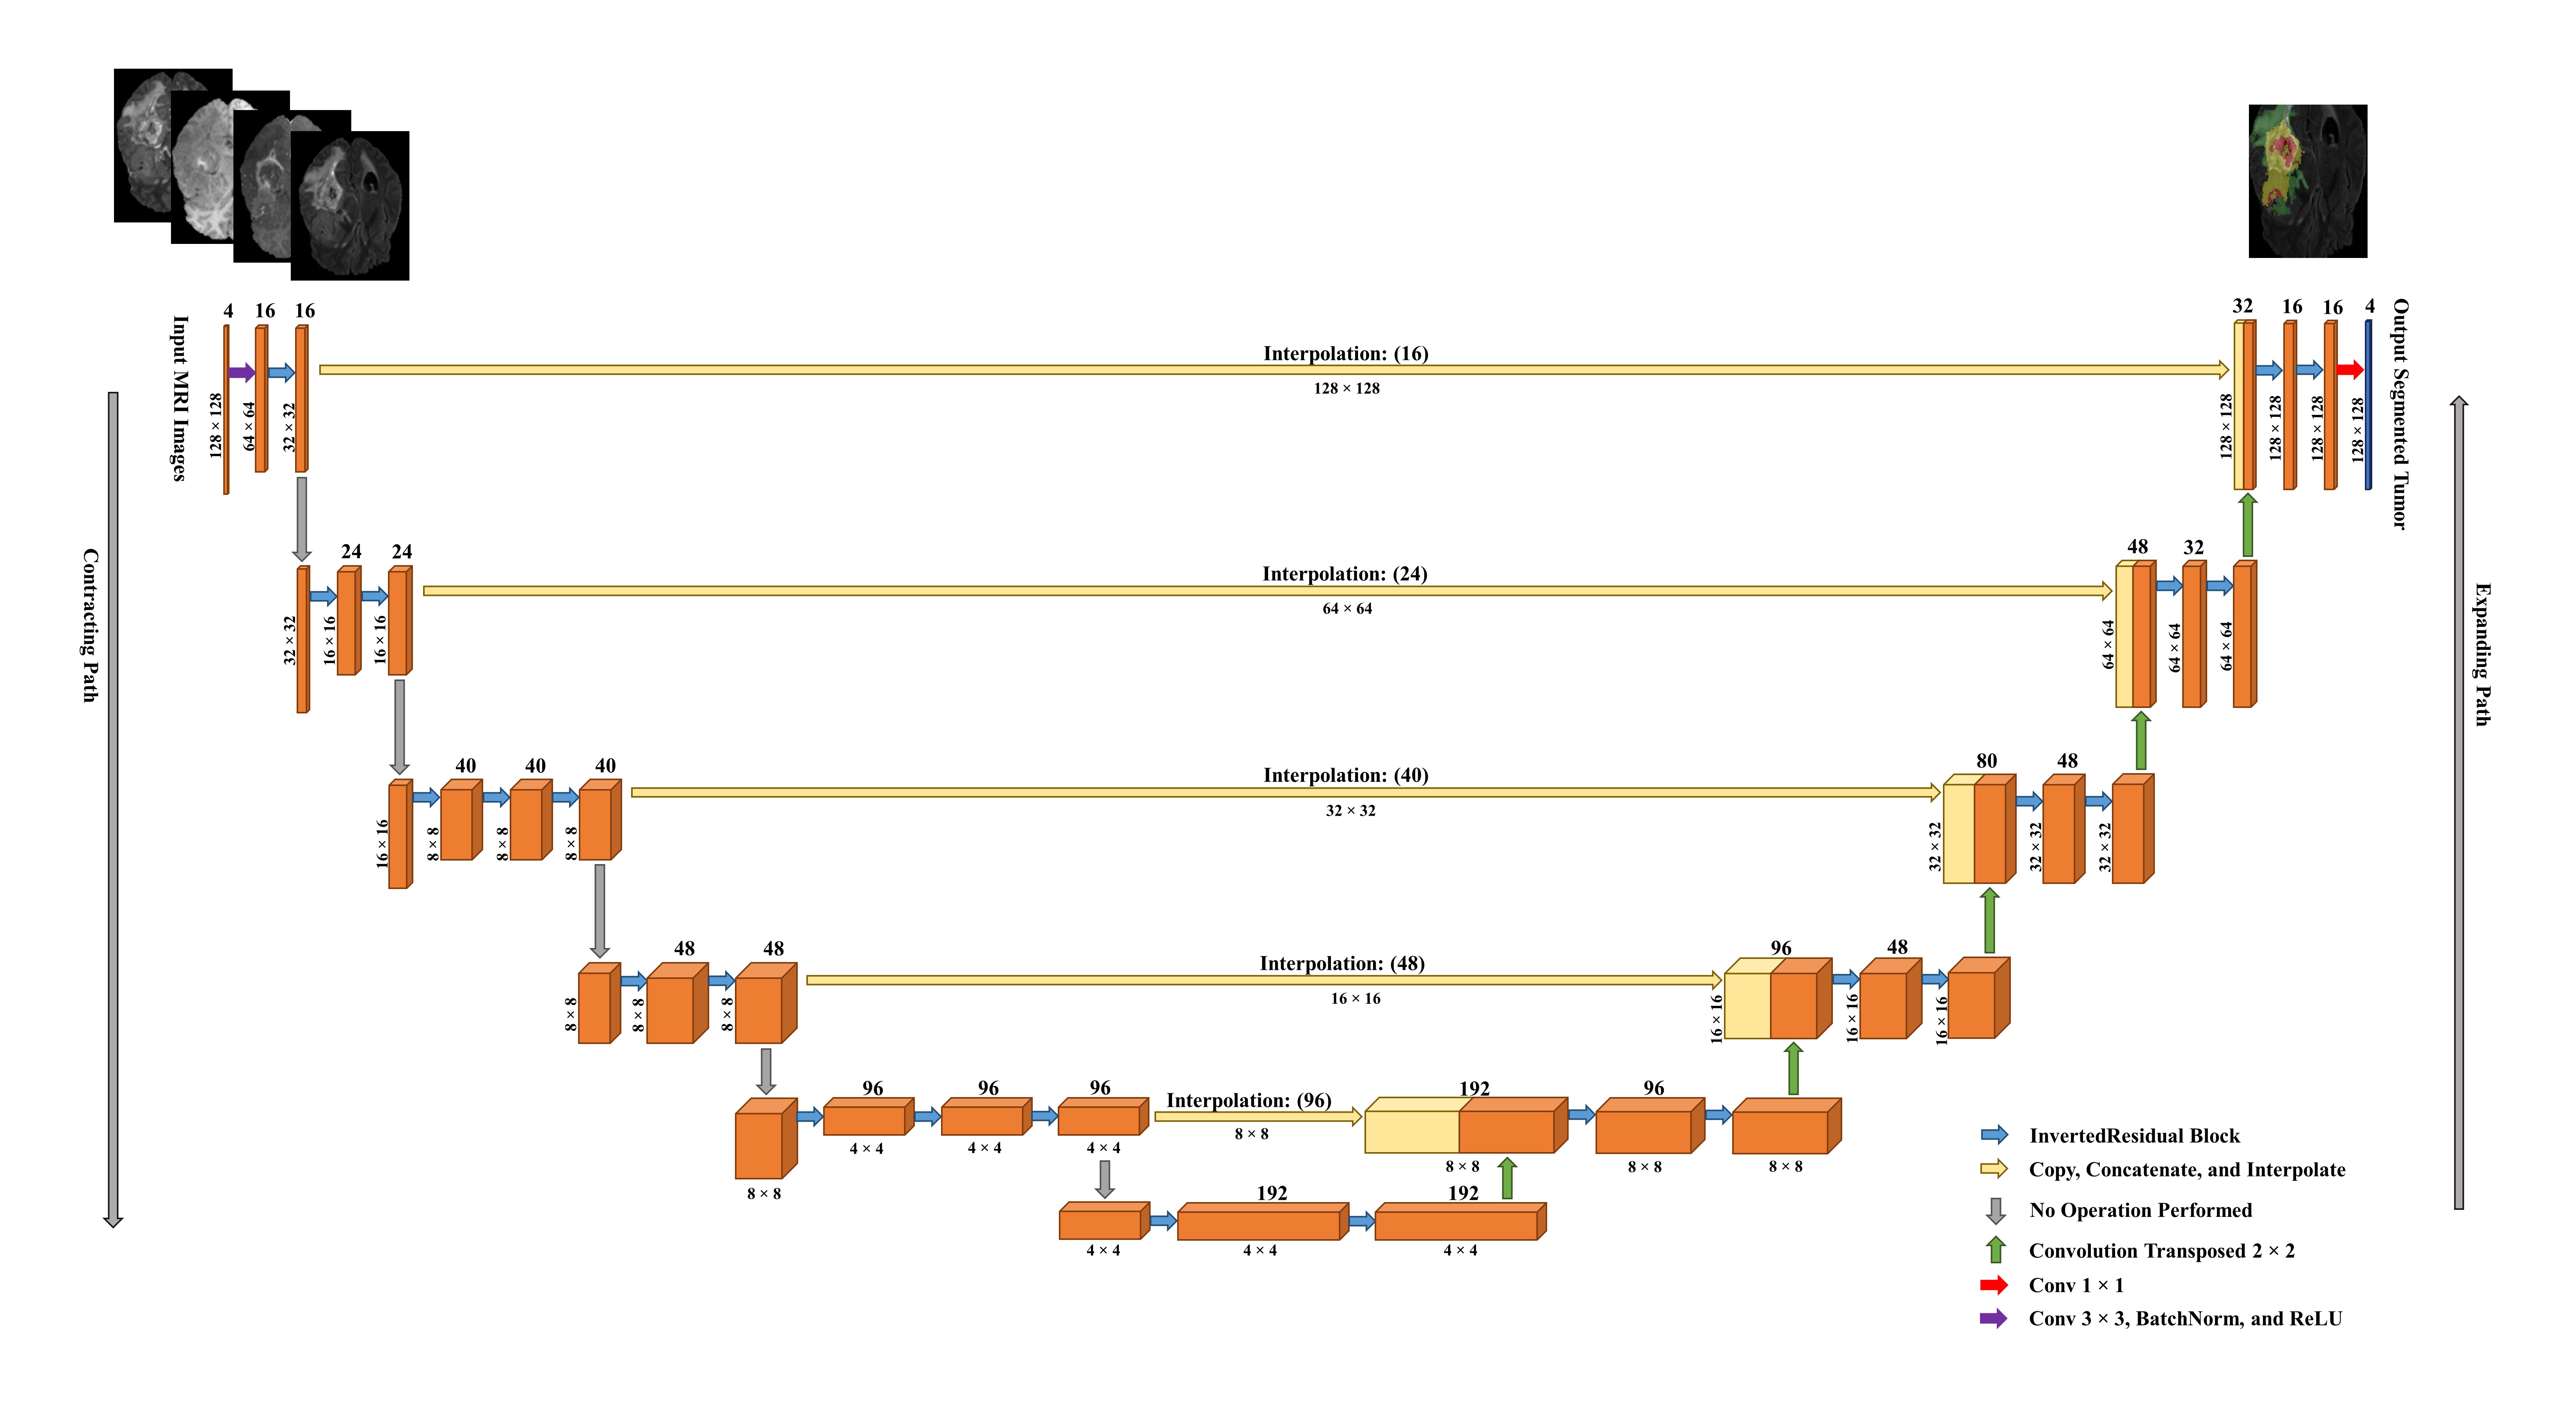 4 16 16
Input MRI Images
128 × 128
64 × 64
32 × 32
Interpolation: (16)
128 × 128
32 16 16 4
128 × 128
128 × 128
128 × 128
128 × 128
Output Segmented Tumor
Contracting Path
Expanding Path
24 24
32 × 32
16 × 16
16 × 16
Interpolation: (24)
64 × 64
48 32
64 × 64
64 × 64
64 × 64
40 40 40
16 × 16
8 × 8
8 × 8
8 × 8
Interpolation: (40)
32 × 32
80 48
32 × 32
32 × 32
32 × 32
48 48
8 × 8
8 × 8
8 × 8
Interpolation: (48)
16 × 16
96 48
16 × 16
16 × 16
16 × 16
96 96 96
8 × 8
4 × 4
4 × 4
4 × 4
Interpolation: (96)
8 × 8
192 96
8 × 8
8 × 8
8 × 8
192 192
4 × 4
4 × 4
4 × 4
InvertedResidual Block
Copy, Concatenate, and Interpolate
No Operation Performed
Convolution Transposed 2 × 2
Conv 1 × 1
Conv 3 × 3, BatchNorm, and ReLU